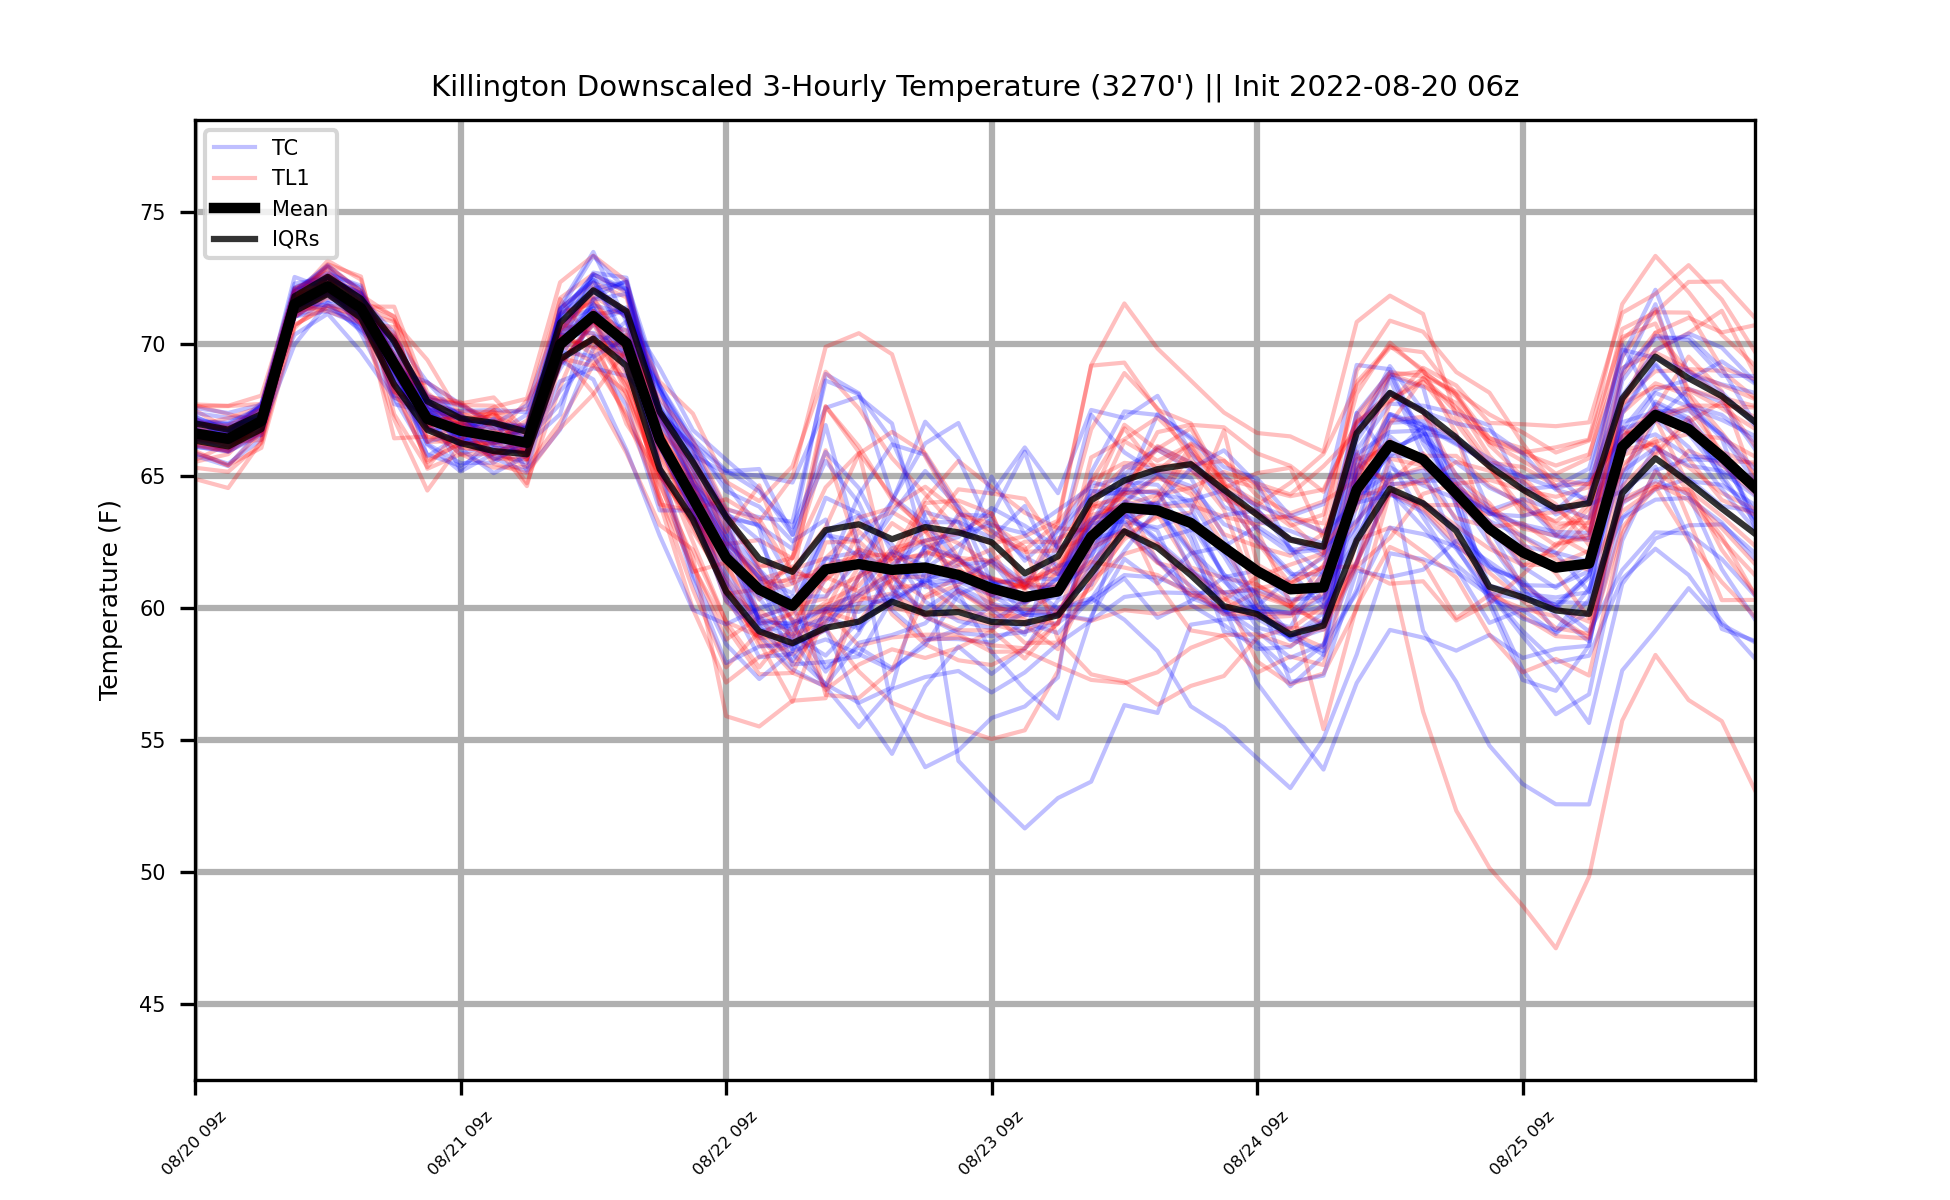 Killington Downscaled 3-Hourly Temperature (3270') || Init 2022-08-20 06z
TC
TL1
Mean
IQRs
Temperature (F)
75
70
65
60
55
50
45
08/20 09z
08/21 09z
08/22 09z
08/23 09z
08/24 09z
08/25 09z